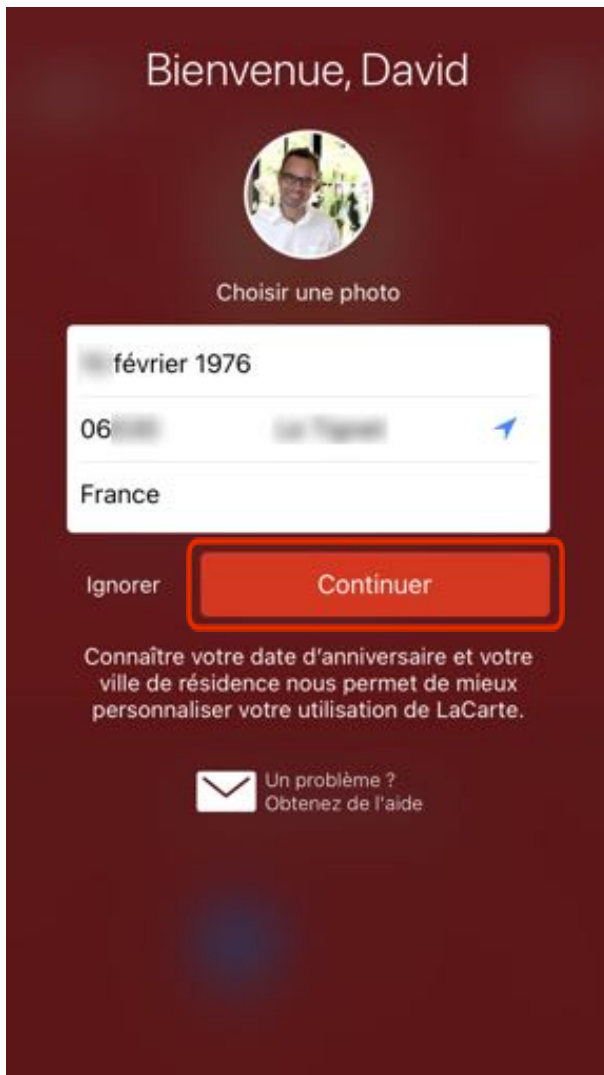 Bienvenue, David
Choisir une photo
février 1976
06
France
Ignorer Continuer
Connaître votre date d'anniversaire et votre
ville de résidence nous permet de mieux
personnaliser votre utilisation de LaCarte.
Un problème ?
Obtenez de l'aide